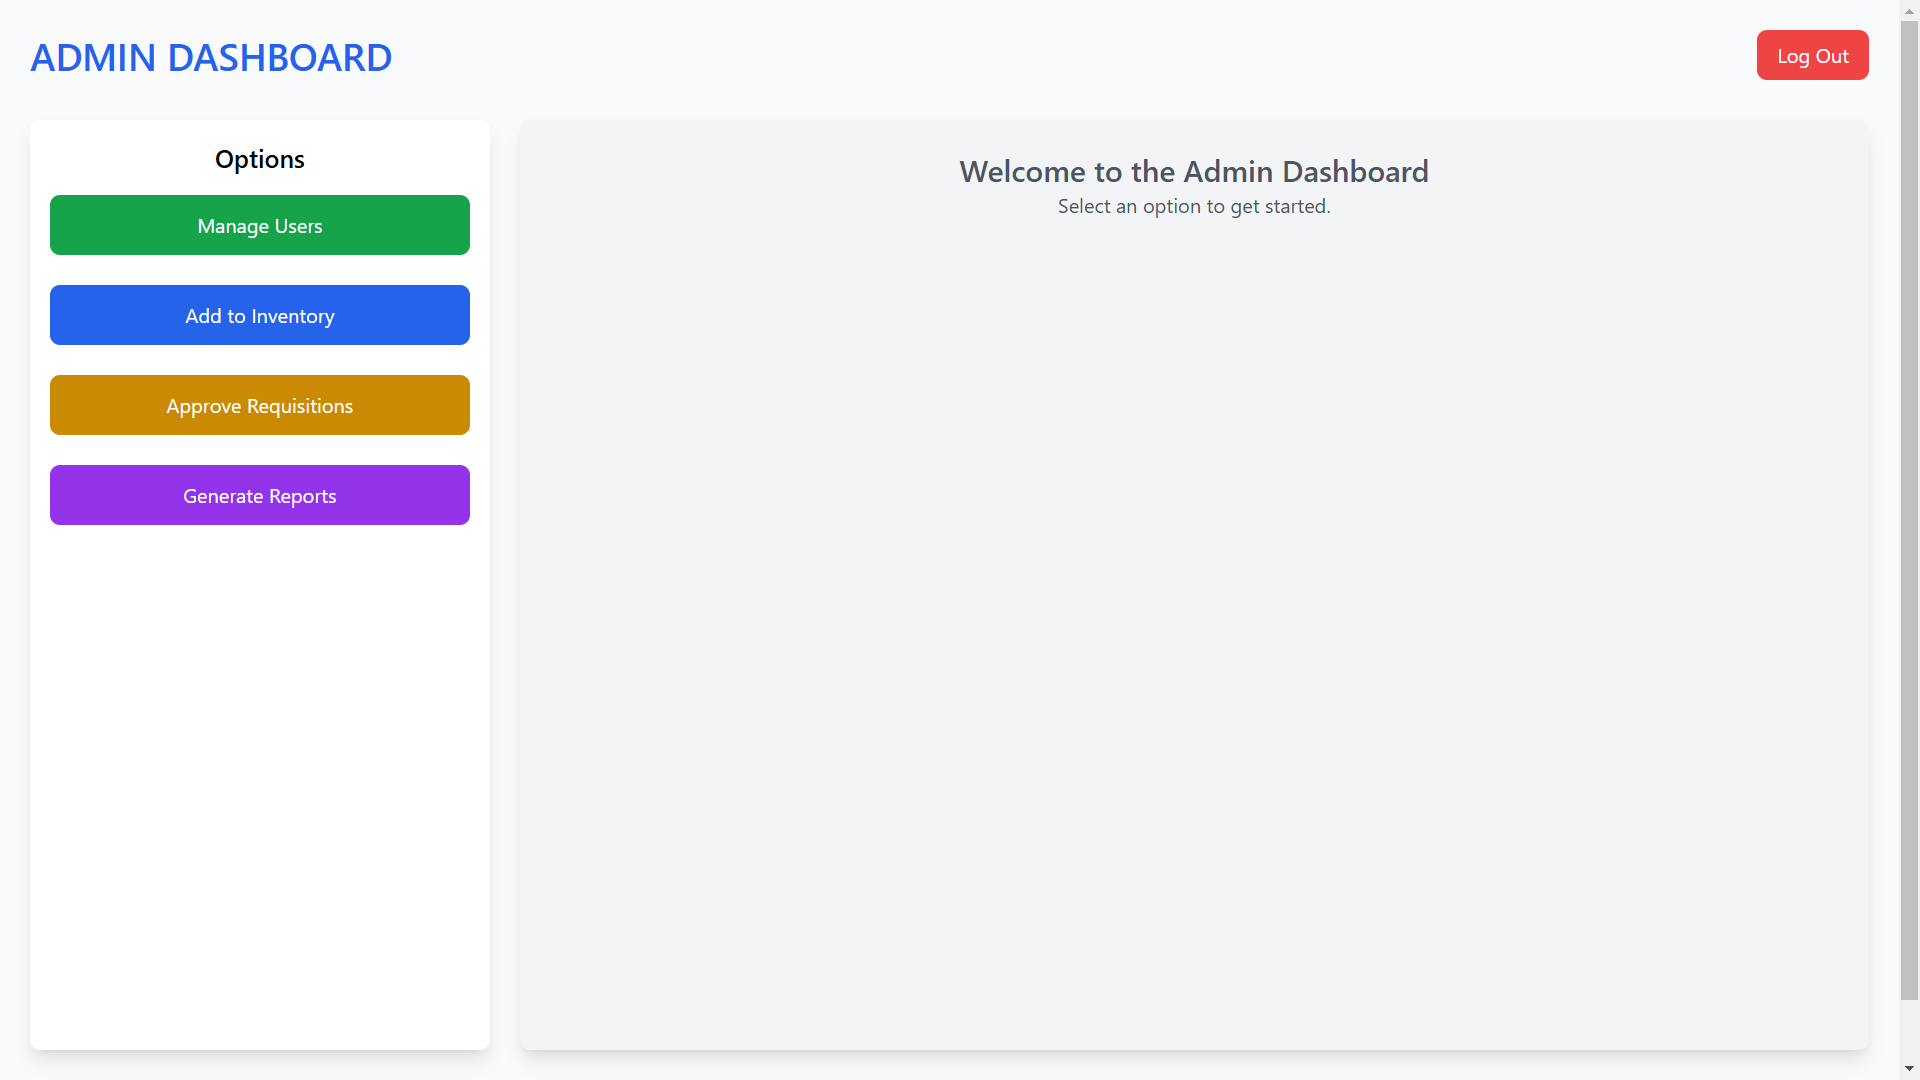 ADMIN DASHBOARD
Log Out
Options
Manage Users
Add to Inventory
Approve Requisitions
Generate Reports
Welcome to the Admin Dashboard
Select an option to get started.